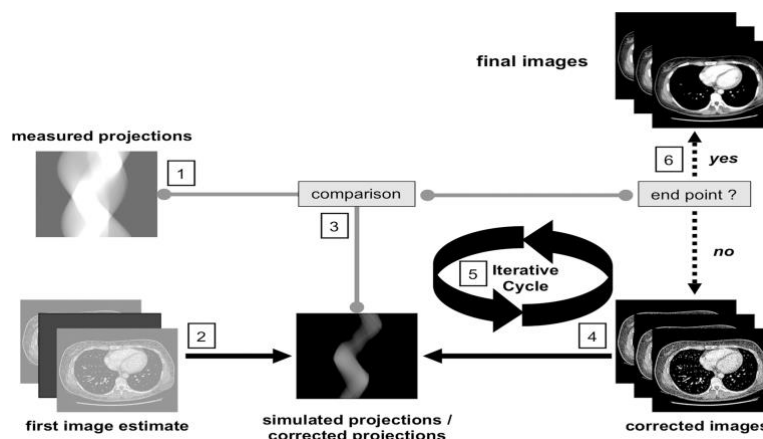 final images
measured projections
1
6
yes
comparison
end point ?
3
no
5
Iterative
Cycle
2
4
first image estimate
simulated projections /
corrected projections
corrected images